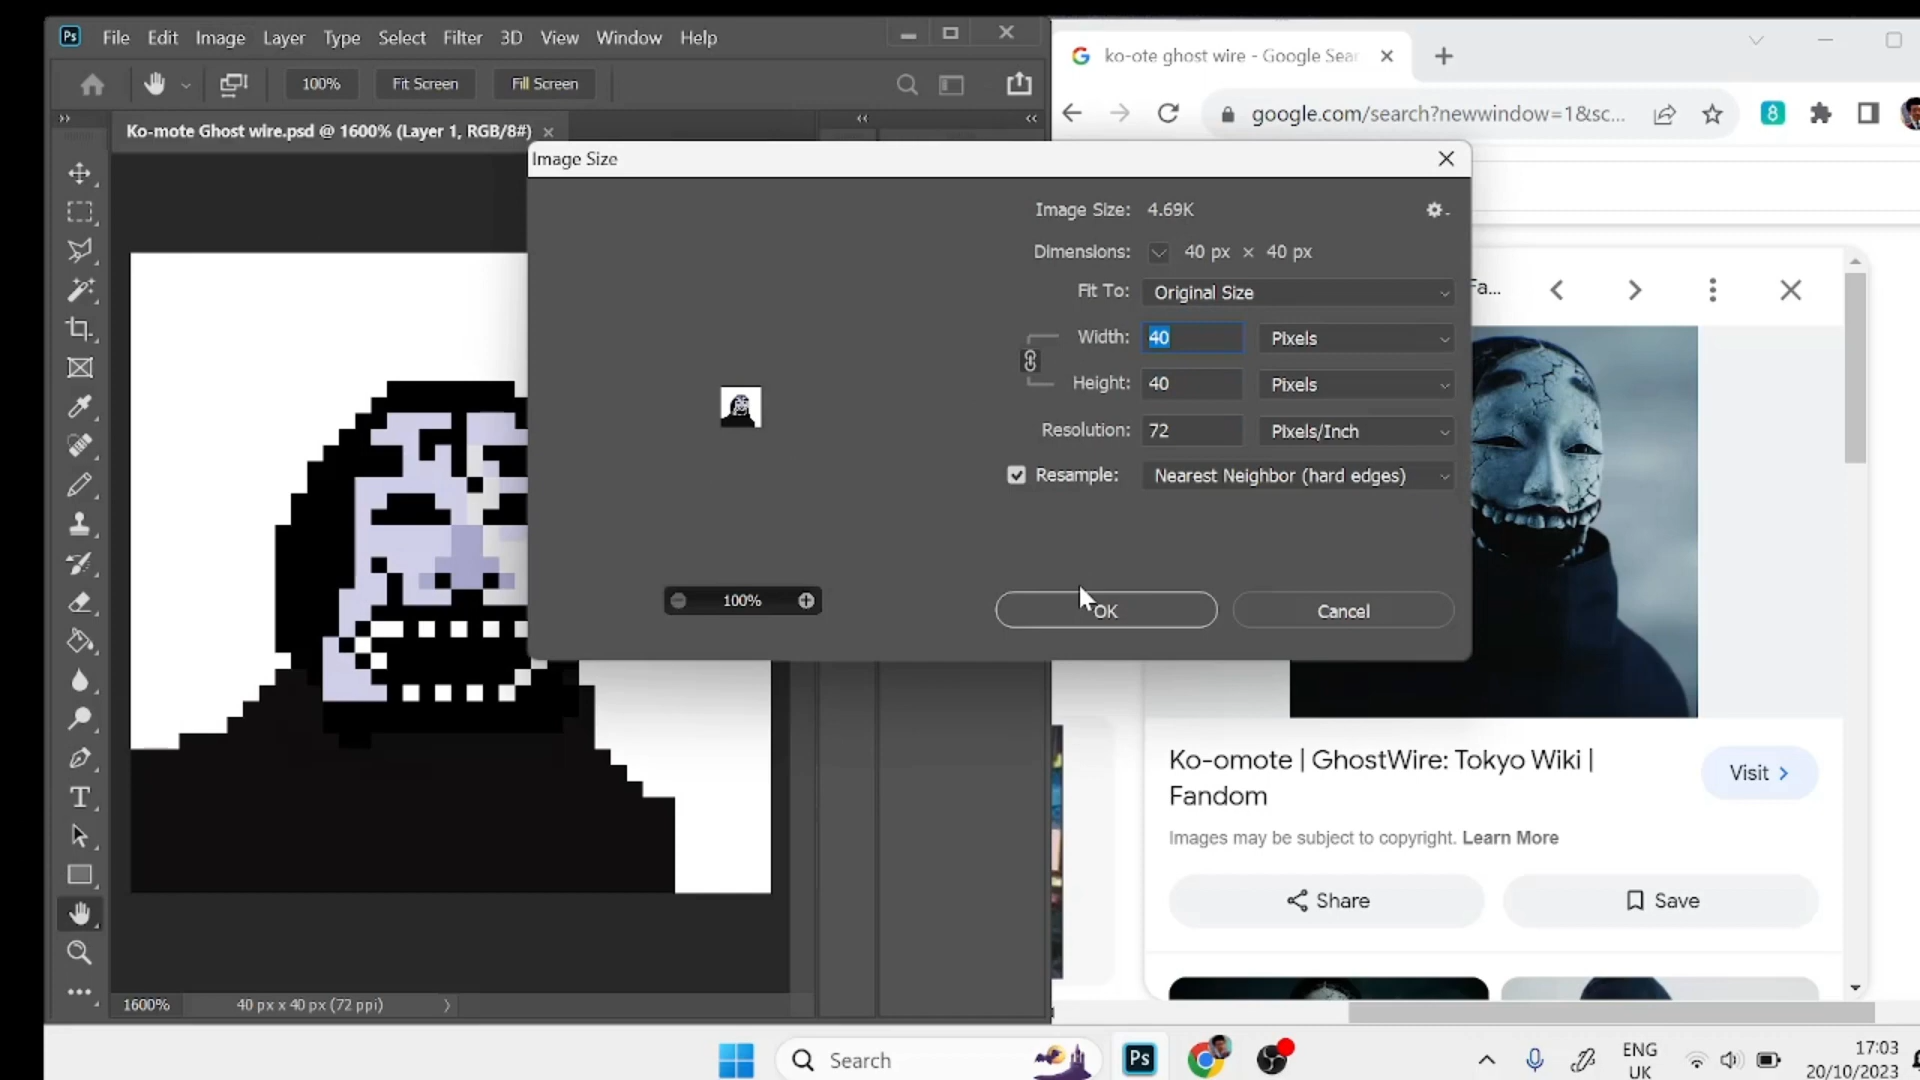 Ps File Edit Image Layer Type Select Filter 3D View Window Help
100% Fit Screen Fill Screen
Ko-mote Ghost wire.psd @ 1600% (Layer 1, RGB/8#)
1600% 40 px x 40 px (72 ppi)
Image Size
Image Size: 4.69K
Dimensions: 40 px × 40 px
Fit To: Original Size
Width: 40 Pixels
Height: 40 Pixels
Resolution: 72 Pixels/Inch
Resample: Nearest Neighbor (hard edges)
100%
OK Cancel
ko-ote ghost wire - Google Sear
google.com/search?newwindow=1&sc...
8
Fa...
Ko-omote | GhostWire: Tokyo Wiki |
Fandom
Visit
Images may be subject to copyright. Learn More
Share Save
Search
Ps
ENG
UK
17:03
20/10/2023